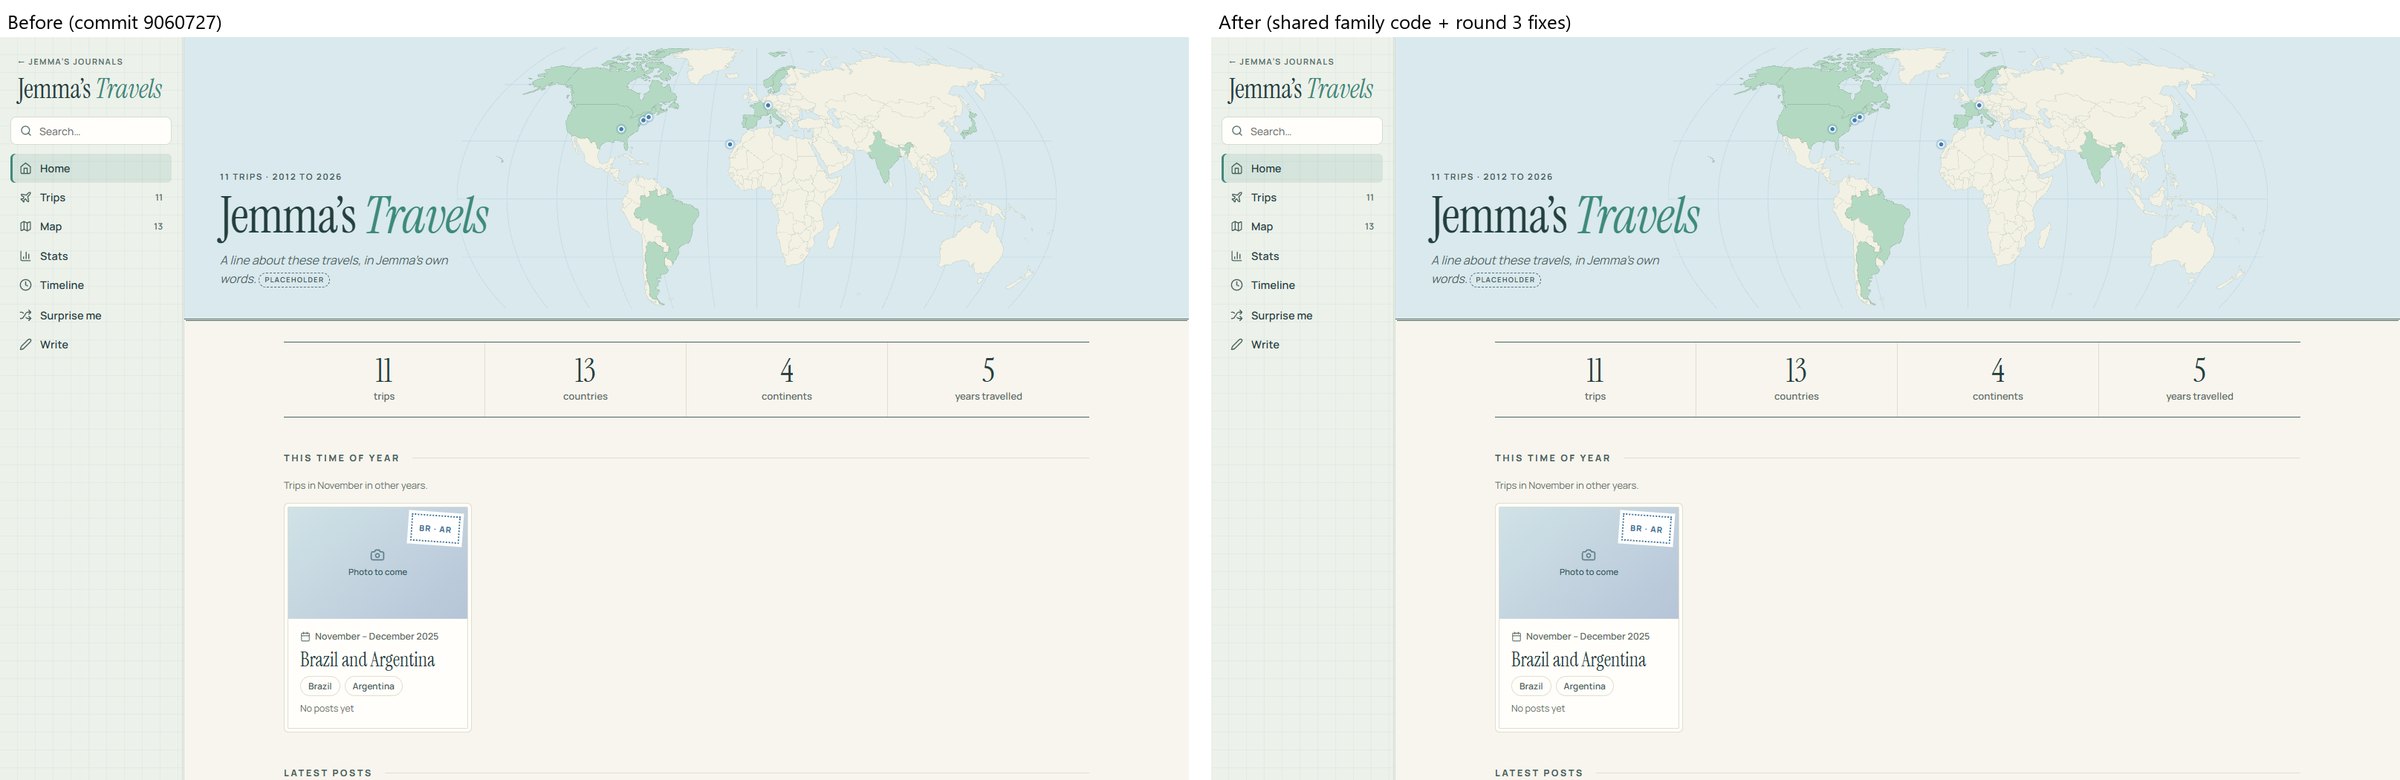 Before (commit 9060727)
← JEMMA'S JOURNALS
Jemma's Travels
Search...
Home
Trips 11
Map 13
Stats
Timeline
Surprise me
Write
11 TRIPS · 2012 TO 2026
Jemma's Travels
A line about these travels, in Jemma's own
words. PLACEHOLDER
11
trips
13
countries
4
continents
5
years travelled
THIS TIME OF YEAR
Trips in November in other years.
BR · AR
Photo to come
November – December 2025
Brazil and Argentina
Brazil Argentina
No posts yet
LATEST POSTS
After (shared family code + round 3 fixes)
← JEMMA'S JOURNALS
Jemma's Travels
Search...
Home
Trips 11
Map 13
Stats
Timeline
Surprise me
Write
11 TRIPS · 2012 TO 2026
Jemma's Travels
A line about these travels, in Jemma's own
words. PLACEHOLDER
11
trips
13
countries
4
continents
5
years travelled
THIS TIME OF YEAR
Trips in November in other years.
BR · AR
Photo to come
November – December 2025
Brazil and Argentina
Brazil Argentina
No posts yet
LATEST POSTS